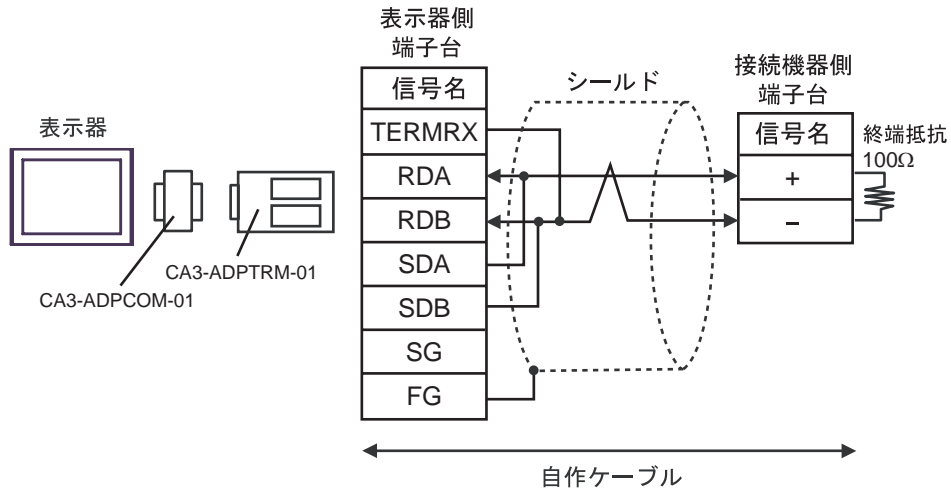 表示器
CA3-ADPCOM-01
CA3-ADPTRM-01
表示器側
端子台
信号名
TERMRX
RDA
RDB
SDA
SDB
SG
FG
シールド
接続機器側
端子台
信号名
+
−
終端抵抗
100Ω
自作ケーブル